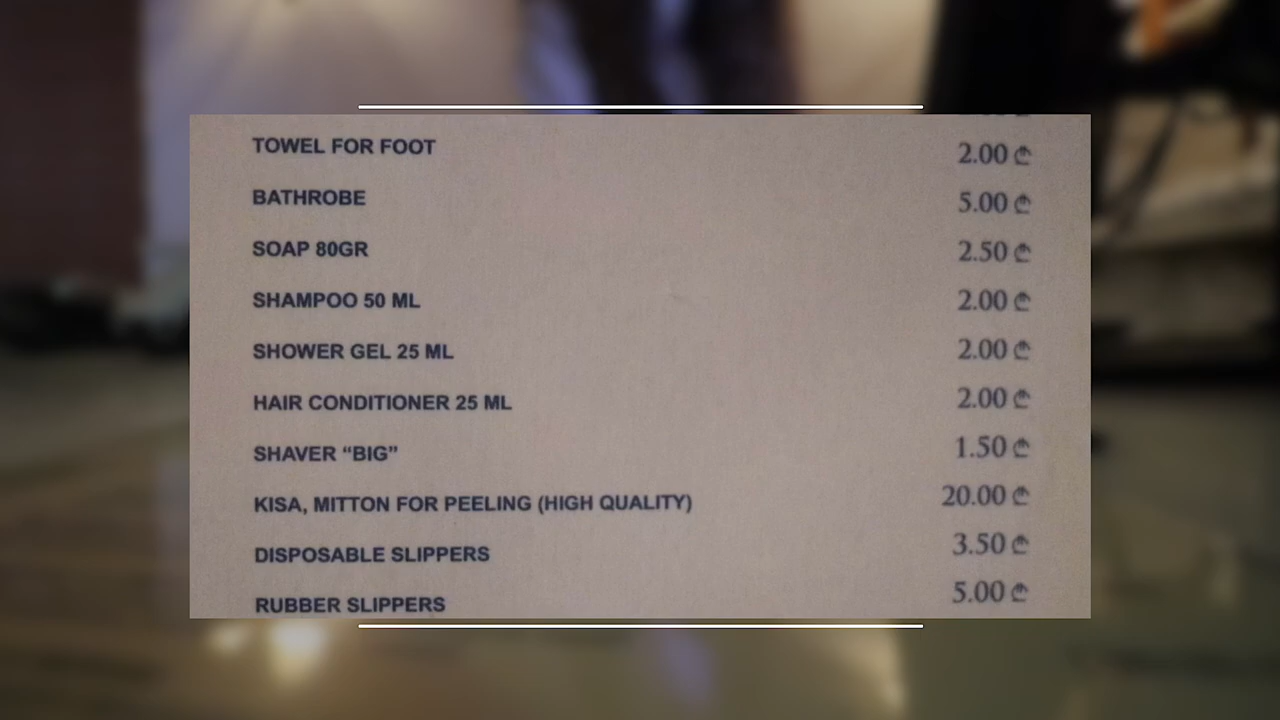 TOWEL FOR FOOT 2.00 ₾
BATHROBE 5.00 ₾
SOAP 80GR 2.50 ₾
SHAMPOO 50 ML 2.00 ₾
SHOWER GEL 25 ML 2.00 ₾
HAIR CONDITIONER 25 ML 2.00 ₾
SHAVER “BIG” 1.50 ₾
KISA, MITTON FOR PEELING (HIGH QUALITY) 20.00 ₾
DISPOSABLE SLIPPERS 3.50 ₾
RUBBER SLIPPERS 5.00 ₾